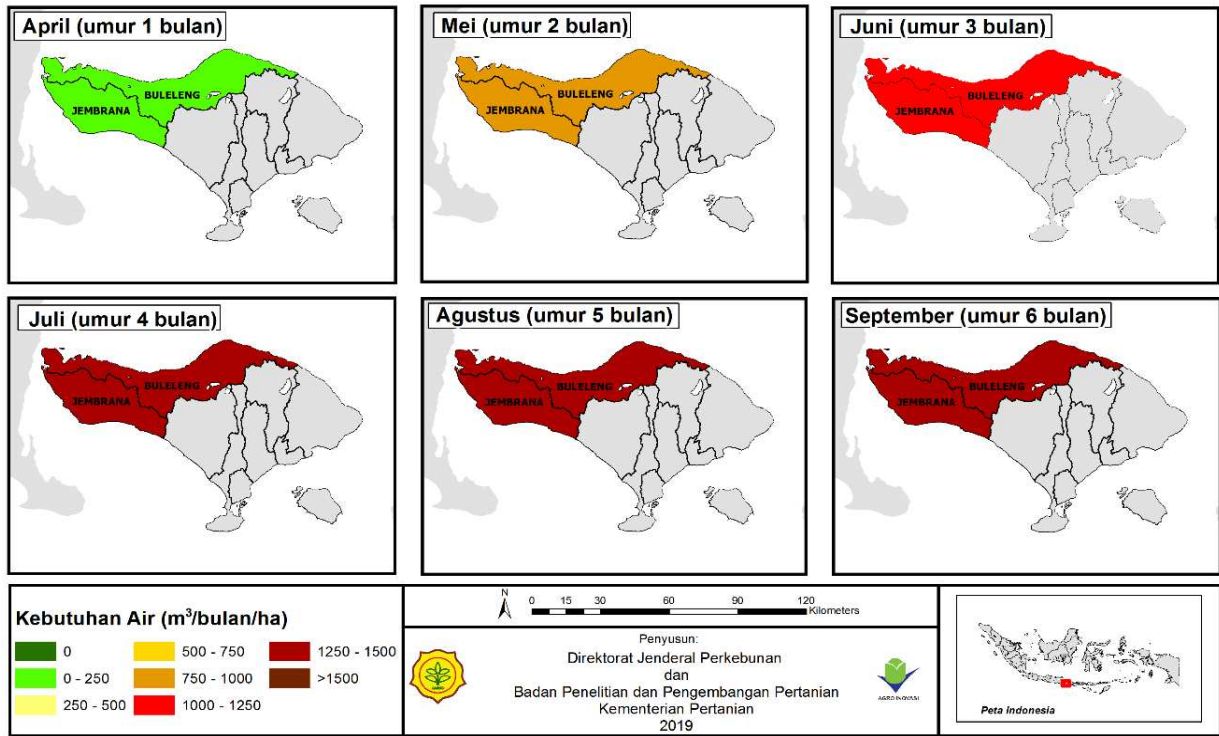 April (umur 1 bulan)
BULELENG
JEMBRANA
Mei (umur 2 bulan)
BULELENG
JEMBRANA
Juni (umur 3 bulan)
BULELENG
JEMBRANA
Juli (umur 4 bulan)
BULELENG
JEMBRANA
Agustus (umur 5 bulan)
BULELENG
JEMBRANA
September (umur 6 bulan)
BULELENG
JEMBRANA
Kebutuhan Air (m³/bulan/ha)
0
0 - 250
250 - 500
500 - 750
750 - 1000
1000 - 1250
1250 - 1500
>1500
N
0 15 30 60 90 120
Kilometers
Penyusun:
Direktorat Jenderal Perkebunan
dan
Badan Penelitian dan Pengembangan Pertanian
Kementerian Pertanian
2019
AGRO INOVASI
Peta Indonesia